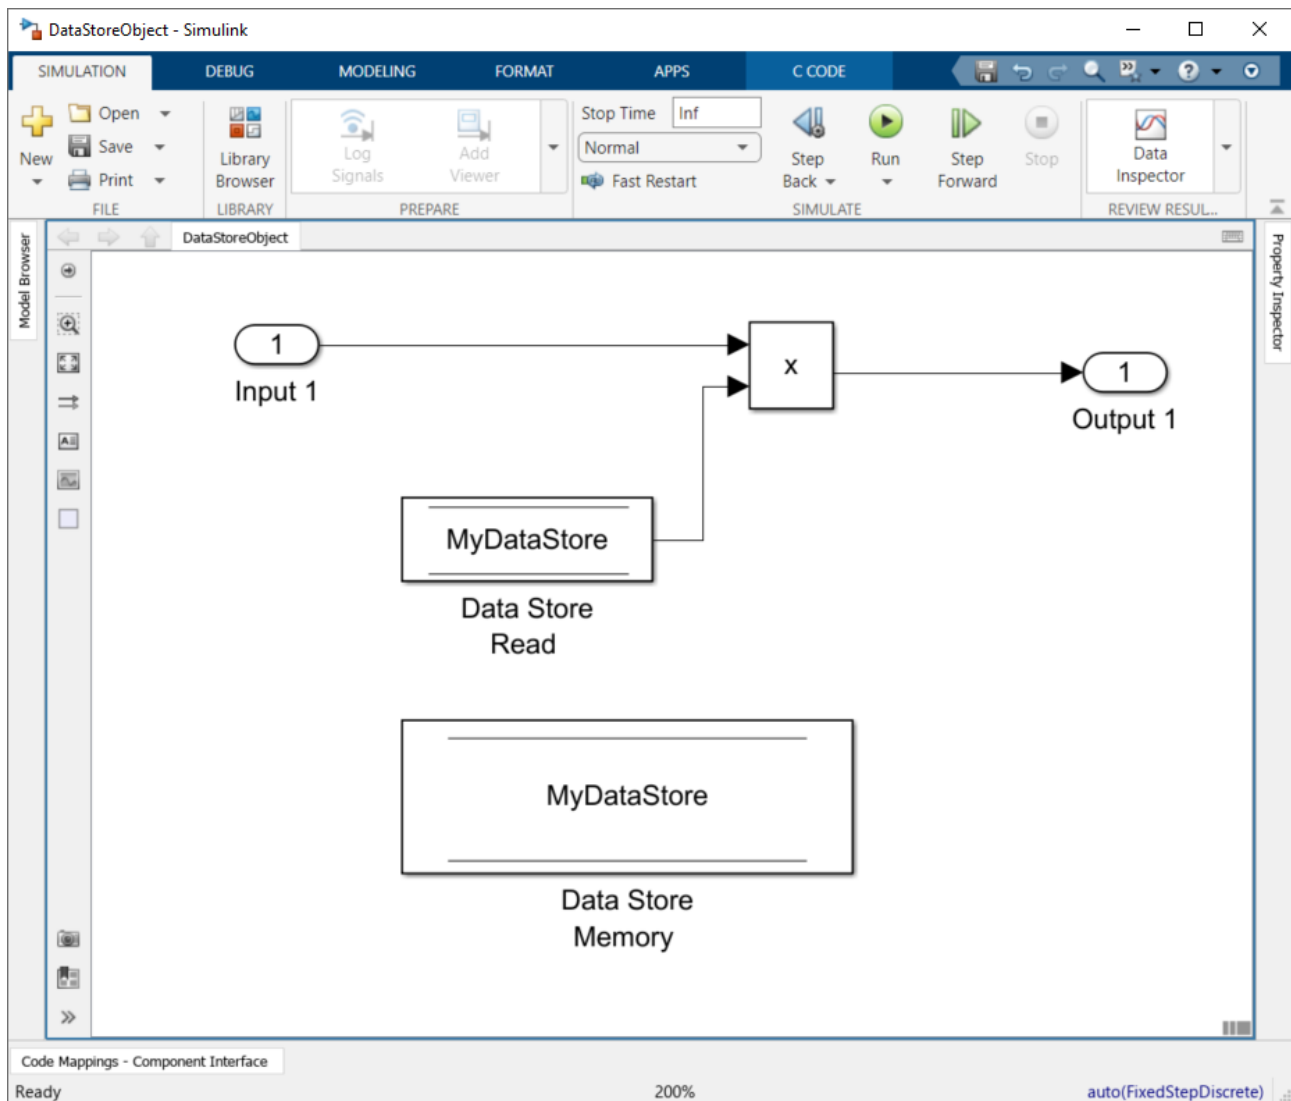 DataStoreObject - Simulink
SIMULATION DEBUG MODELING FORMAT APPS C CODE
New
Open
Save
Print
FILE
Library
Browser
LIBRARY
Log
Signals
Add
Viewer
PREPARE
Stop Time Inf
Normal
Fast Restart
Step
Back
Run
Step
Forward
Stop
SIMULATE
Data
Inspector
REVIEW RESUL...
Model Browser
DataStoreObject
Property Inspector
1
Input 1
x
1
Output 1
MyDataStore
Data Store
Read
MyDataStore
Data Store
Memory
Code Mappings - Component Interface
Ready 200% auto(FixedStepDiscrete)